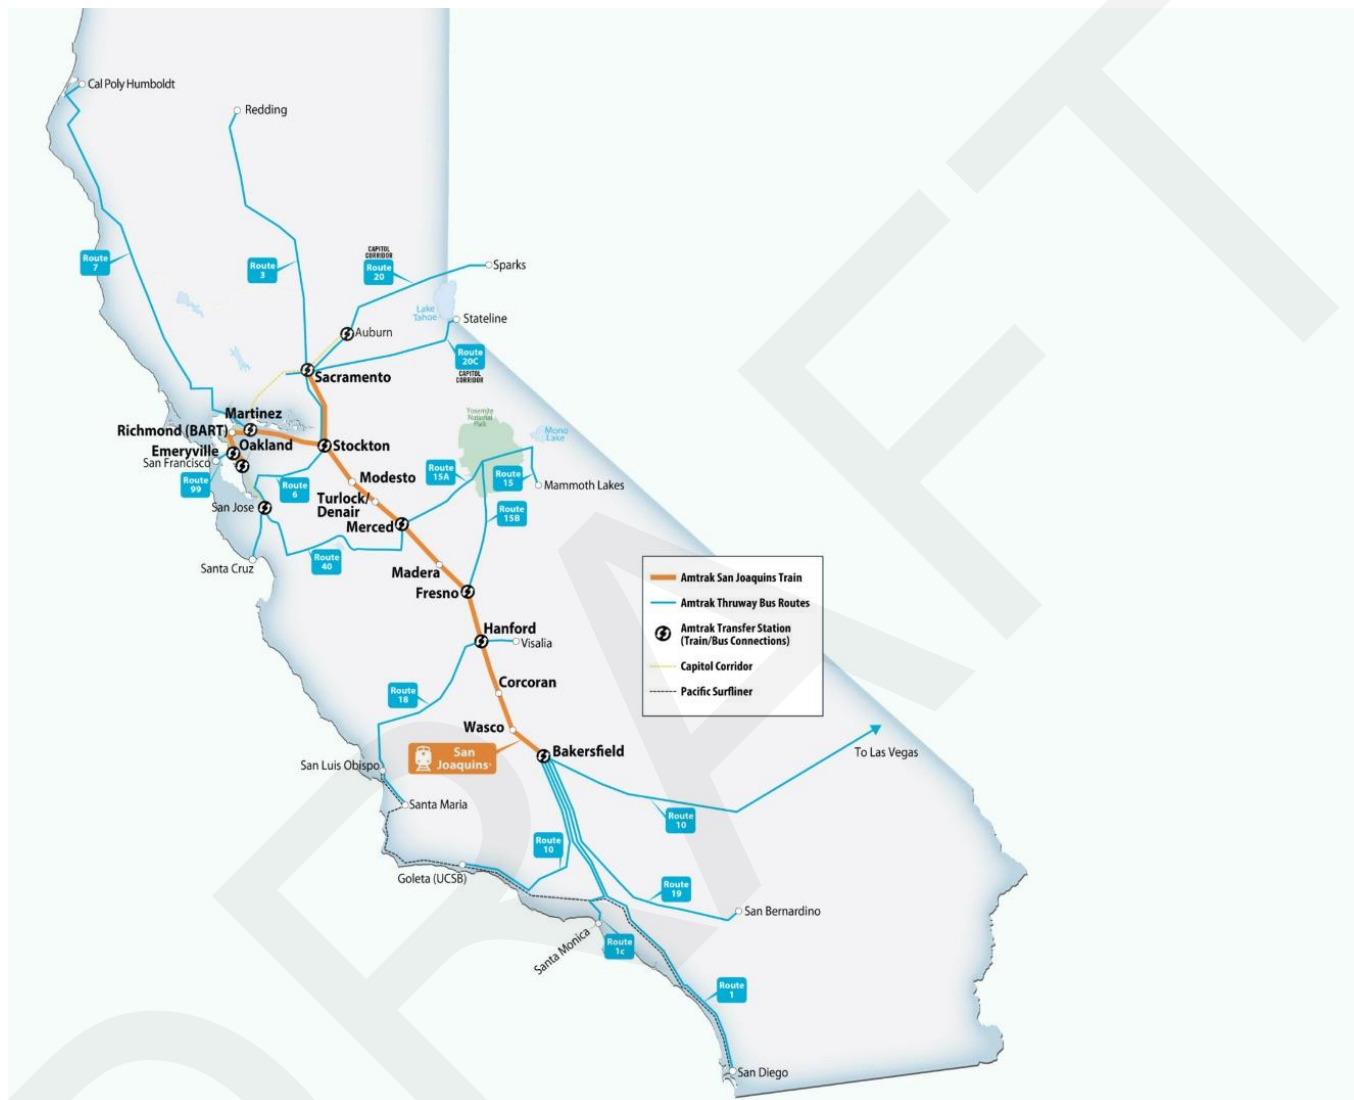 Cal Poly Humboldt
Redding
Route
7
Route
3
CAPITOL
CORRIDOR
Route
20
Sparks
Lake
Tahoe
Stateline
Auburn
Route
20C
CAPITOL
CORRIDOR
Sacramento
Martinez
Richmond (BART)
Oakland
Emeryville
San Francisco
Stockton
Yosemite
National
Park
Mono
Lake
Route
99
Route
6
Modesto
Route
15A
Route
15
Mammoth Lakes
San Jose
Turlock/
Denair
Merced
Route
15B
Santa Cruz
Route
40
Madera
Fresno
Hanford
Visalia
Amtrak San Joaquins Train
Amtrak Thruway Bus Routes
Amtrak Transfer Station
(Train/Bus Connections)
Capitol Corridor
Pacific Surfliner
Route
18
Corcoran
Wasco
San
Joaquins
Bakersfield
To Las Vegas
San Luis Obispo
Santa Maria
Route
10
Route
10
Goleta (UCSB)
Route
19
San Bernardino
Santa Monica
Route
1c
Route
1
San Diego
DRAFT